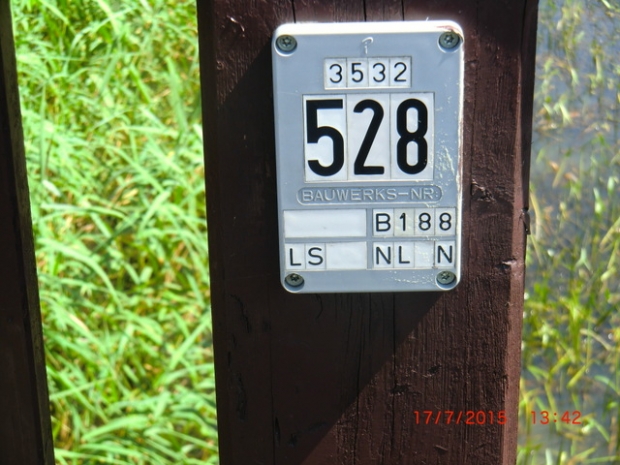 3532
528
BAUWERKS-NR.
B188
LS NL N
17/7/2015 13:42